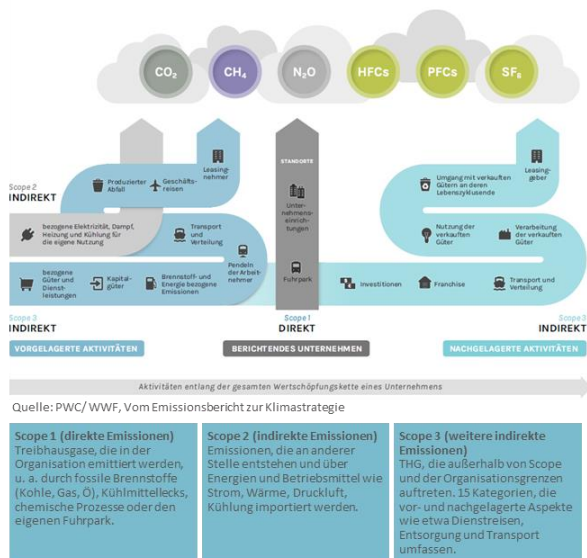 CO₂
CH₄
N₂O
HFCs
PFCs
SF₆
Scope 2
INDIREKT
Produzierter
Abfall
Geschäfts-
reisen
Leasing-
nehmer
bezogene Elektrizität, Dampf,
Heizung und Kühlung für
die eigene Nutzung
Transport
und
Verteilung
bezogene
Güter und
Dienst-
leistungen
Kapital-
güter
Brennstoff- und
Energie bezogene
Emissionen
Pendeln
der Arbeit-
nehmer
STANDORTE
Unter-
nehmens-
einrich-
tungen
Fuhrpark
Leasing-
geber
Umgang mit verkauften
Gütern an deren
Lebenszyklusende
Nutzung der
verkauften
Güter
Verarbeitung
der verkauften
Güter
Investitionen
Franchise
Transport und
Verteilung
Scope 3
INDIREKT
Scope 1
DIREKT
Scope 3
INDIREKT
VORGELAGERTE AKTIVITÄTEN
BERICHTENDES UNTERNEHMEN
NACHGELAGERTE AKTIVITÄTEN
Aktivitäten entlang der gesamten Wertschöpfungskette eines Unternehmens
Quelle: PWC/ WWF, Vom Emissionsbericht zur Klimastrategie
Scope 1 (direkte Emissionen)
Treibhausgase, die in der
Organisation emittiert werden,
u. a. durch fossile Brennstoffe
(Kohle, Gas, Ö), Kühlmittellecks,
chemische Prozesse oder den
eigenen Fuhrpark.
Scope 2 (indirekte Emissionen)
Emissionen, die an anderer
Stelle entstehen und über
Energien und Betriebsmittel wie
Strom, Wärme, Druckluft,
Kühlung importiert werden.
Scope 3 (weitere indirekte
Emissionen)
THG, die außerhalb von Scope
und der Organisationsgrenzen
auftreten. 15 Kategorien, die
vor- und nachgelagerte Aspekte
wie etwa Dienstreisen,
Entsorgung und Transport
umfassen.